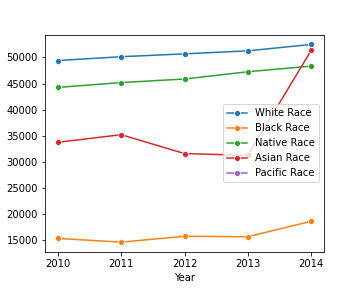 50000
45000
40000
35000
30000
25000
20000
15000
White Race
Black Race
Native Race
Asian Race
Pacific Race
2010 2011 2012 2013 2014
Year